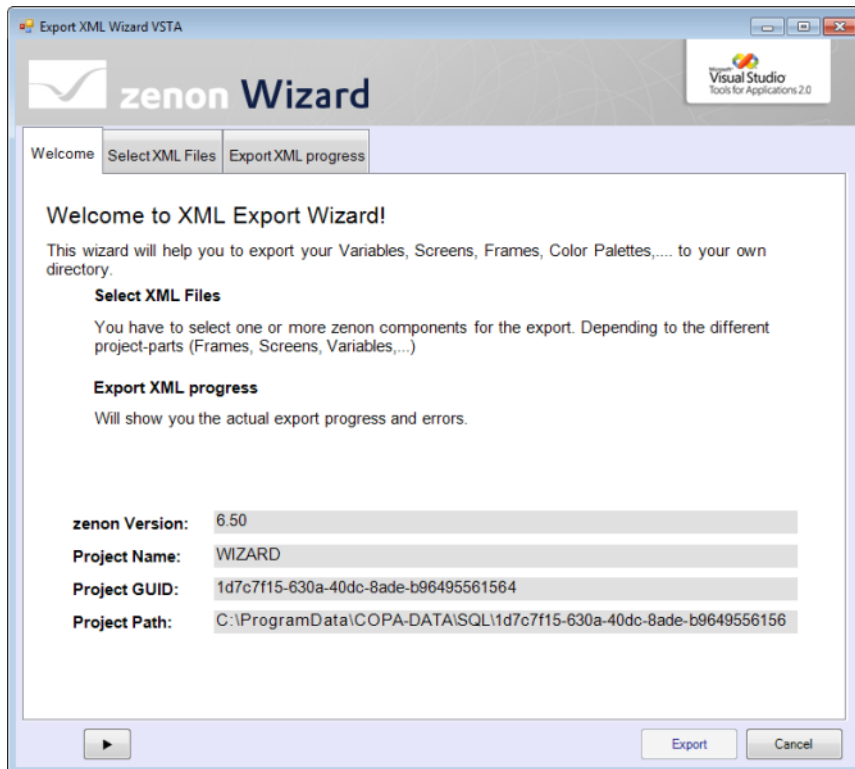 Export XML Wizard VSTA
zenon Wizard
Microsoft
Visual Studio
Tools for Applications 2.0
Welcome
Select XML Files
Export XML progress
Welcome to XML Export Wizard!
This wizard will help you to export your Variables, Screens, Frames, Color Palettes,.... to your own
directory.
Select XML Files
You have to select one or more zenon components for the export. Depending to the different
project-parts (Frames, Screens, Variables,...)
Export XML progress
Will show you the actual export progress and errors.
zenon Version: 6.50
Project Name: WIZARD
Project GUID: 1d7c7f15-630a-40dc-8ade-b96495561564
Project Path: C:\ProgramData\COPA-DATA\SQL\1d7c7f15-630a-40dc-8ade-b9649556156
Export
Cancel